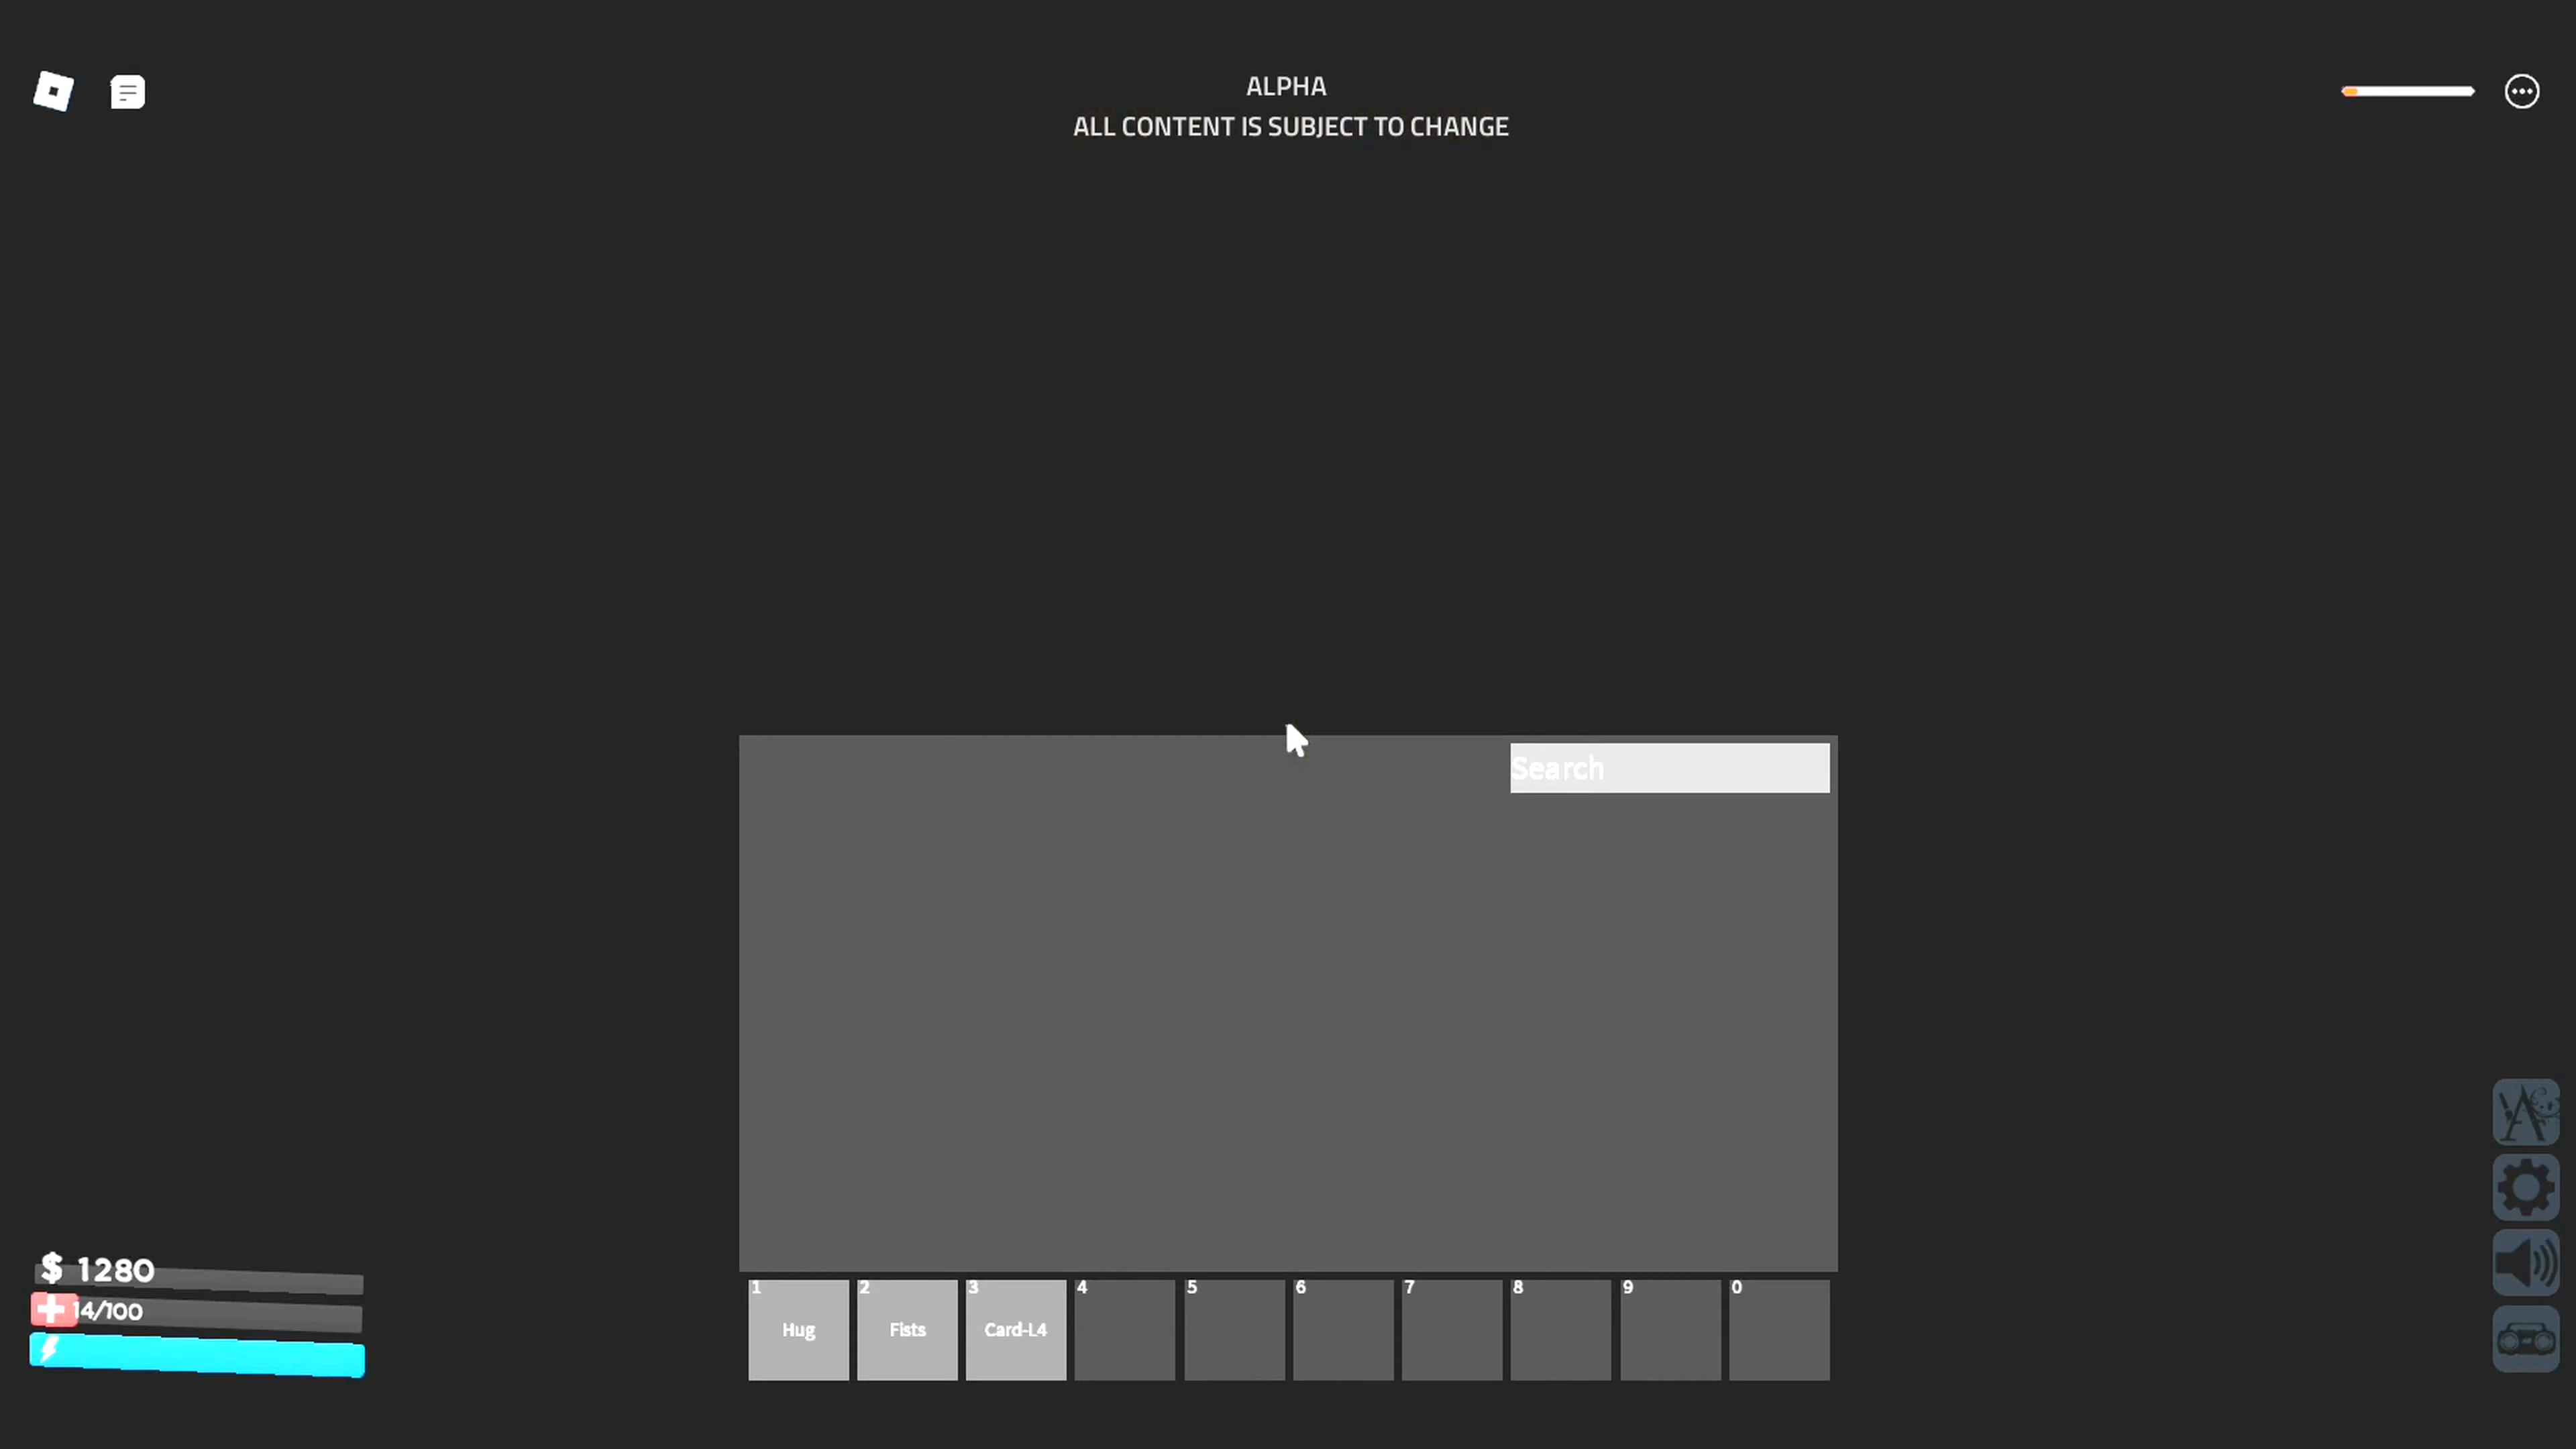 ALPHA
ALL CONTENT IS SUBJECT TO CHANGE
Search
$ 1280
14/100
1 2 3 4 5 6 7 8 9 0
Hug Fists Card-L4